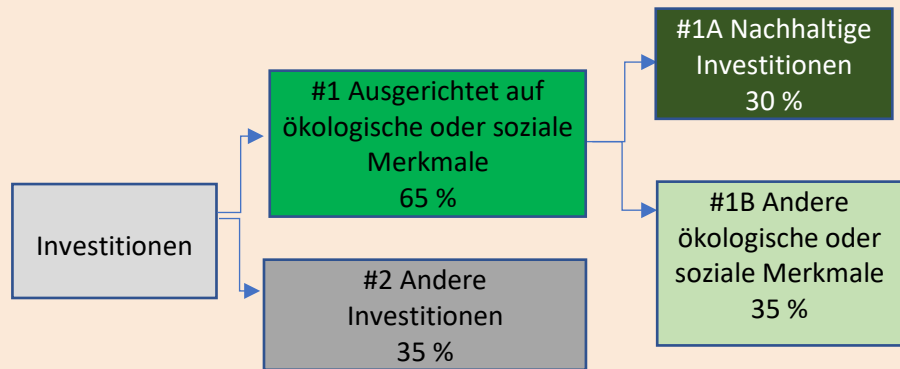 Investitionen
#1 Ausgerichtet auf
ökologische oder soziale
Merkmale
65 %
#2 Andere
Investitionen
35 %
#1A Nachhaltige
Investitionen
30 %
#1B Andere
ökologische oder
soziale Merkmale
35 %